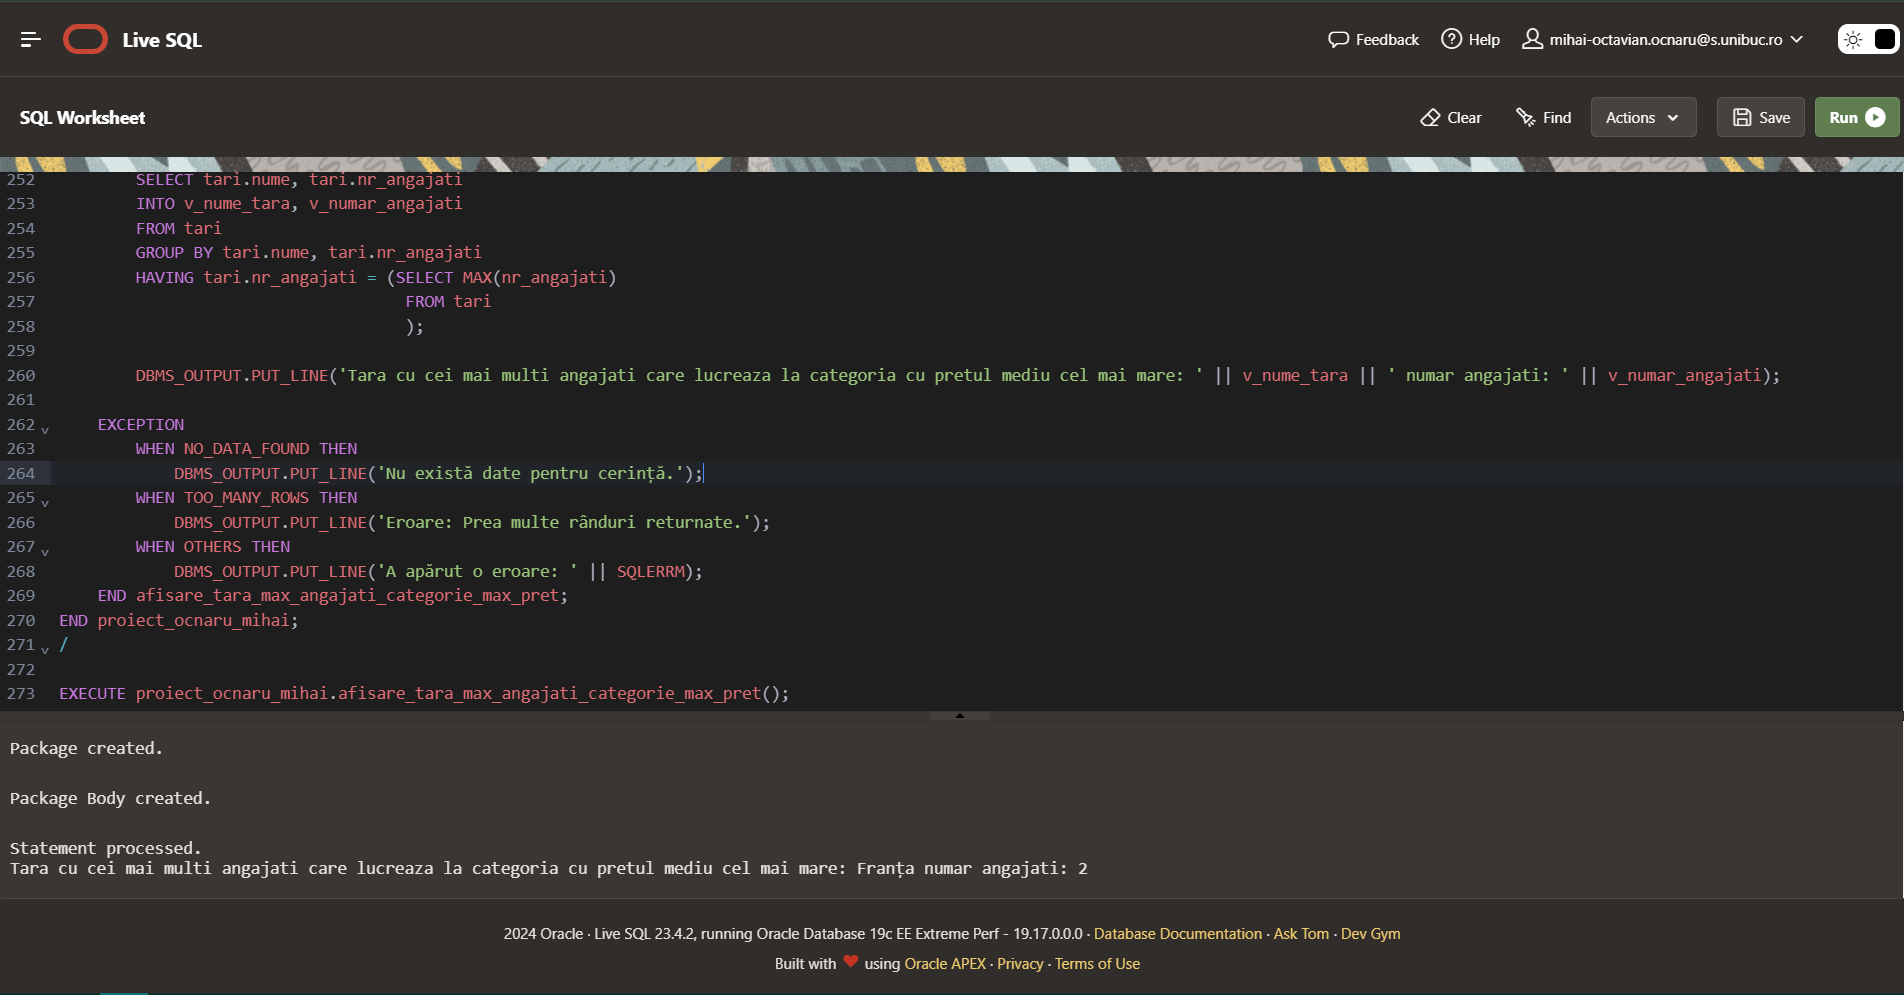 Live SQL
Feedback
Help
mihai-octavian.ocnaru@s.unibuc.ro
SQL Worksheet
Clear
Find
Actions
Save
Run
252 SELECT tari.nume, tari.nr_angajati
253 INTO v_nume_tara, v_numar_angajati
254 FROM tari
255 GROUP BY tari.nume, tari.nr_angajati
256 HAVING tari.nr_angajati = (SELECT MAX(nr_angajati)
257 FROM tari
258 );
259
260 DBMS_OUTPUT.PUT_LINE('Tara cu cei mai multi angajati care lucreaza la categoria cu pretul mediu cel mai mare: ' || v_nume_tara || ' numar angajati: ' || v_numar_angajati);
261
262 EXCEPTION
263 WHEN NO_DATA_FOUND THEN
264 DBMS_OUTPUT.PUT_LINE('Nu există date pentru cerință.');
265 WHEN TOO_MANY_ROWS THEN
266 DBMS_OUTPUT.PUT_LINE('Eroare: Prea multe rânduri returnate.');
267 WHEN OTHERS THEN
268 DBMS_OUTPUT.PUT_LINE('A apărut o eroare: ' || SQLERRM);
269 END afisare_tara_max_angajati_categorie_max_pret;
270 END proiect_ocnaru_mihai;
271 /
272
273 EXECUTE proiect_ocnaru_mihai.afisare_tara_max_angajati_categorie_max_pret();
Package created.
Package Body created.
Statement processed.
Tara cu cei mai multi angajati care lucreaza la categoria cu pretul mediu cel mai mare: Franța numar angajati: 2
2024 Oracle · Live SQL 23.4.2, running Oracle Database 19c EE Extreme Perf - 19.17.0.0.0 · Database Documentation · Ask Tom · Dev Gym
Built with ❤ using Oracle APEX · Privacy · Terms of Use